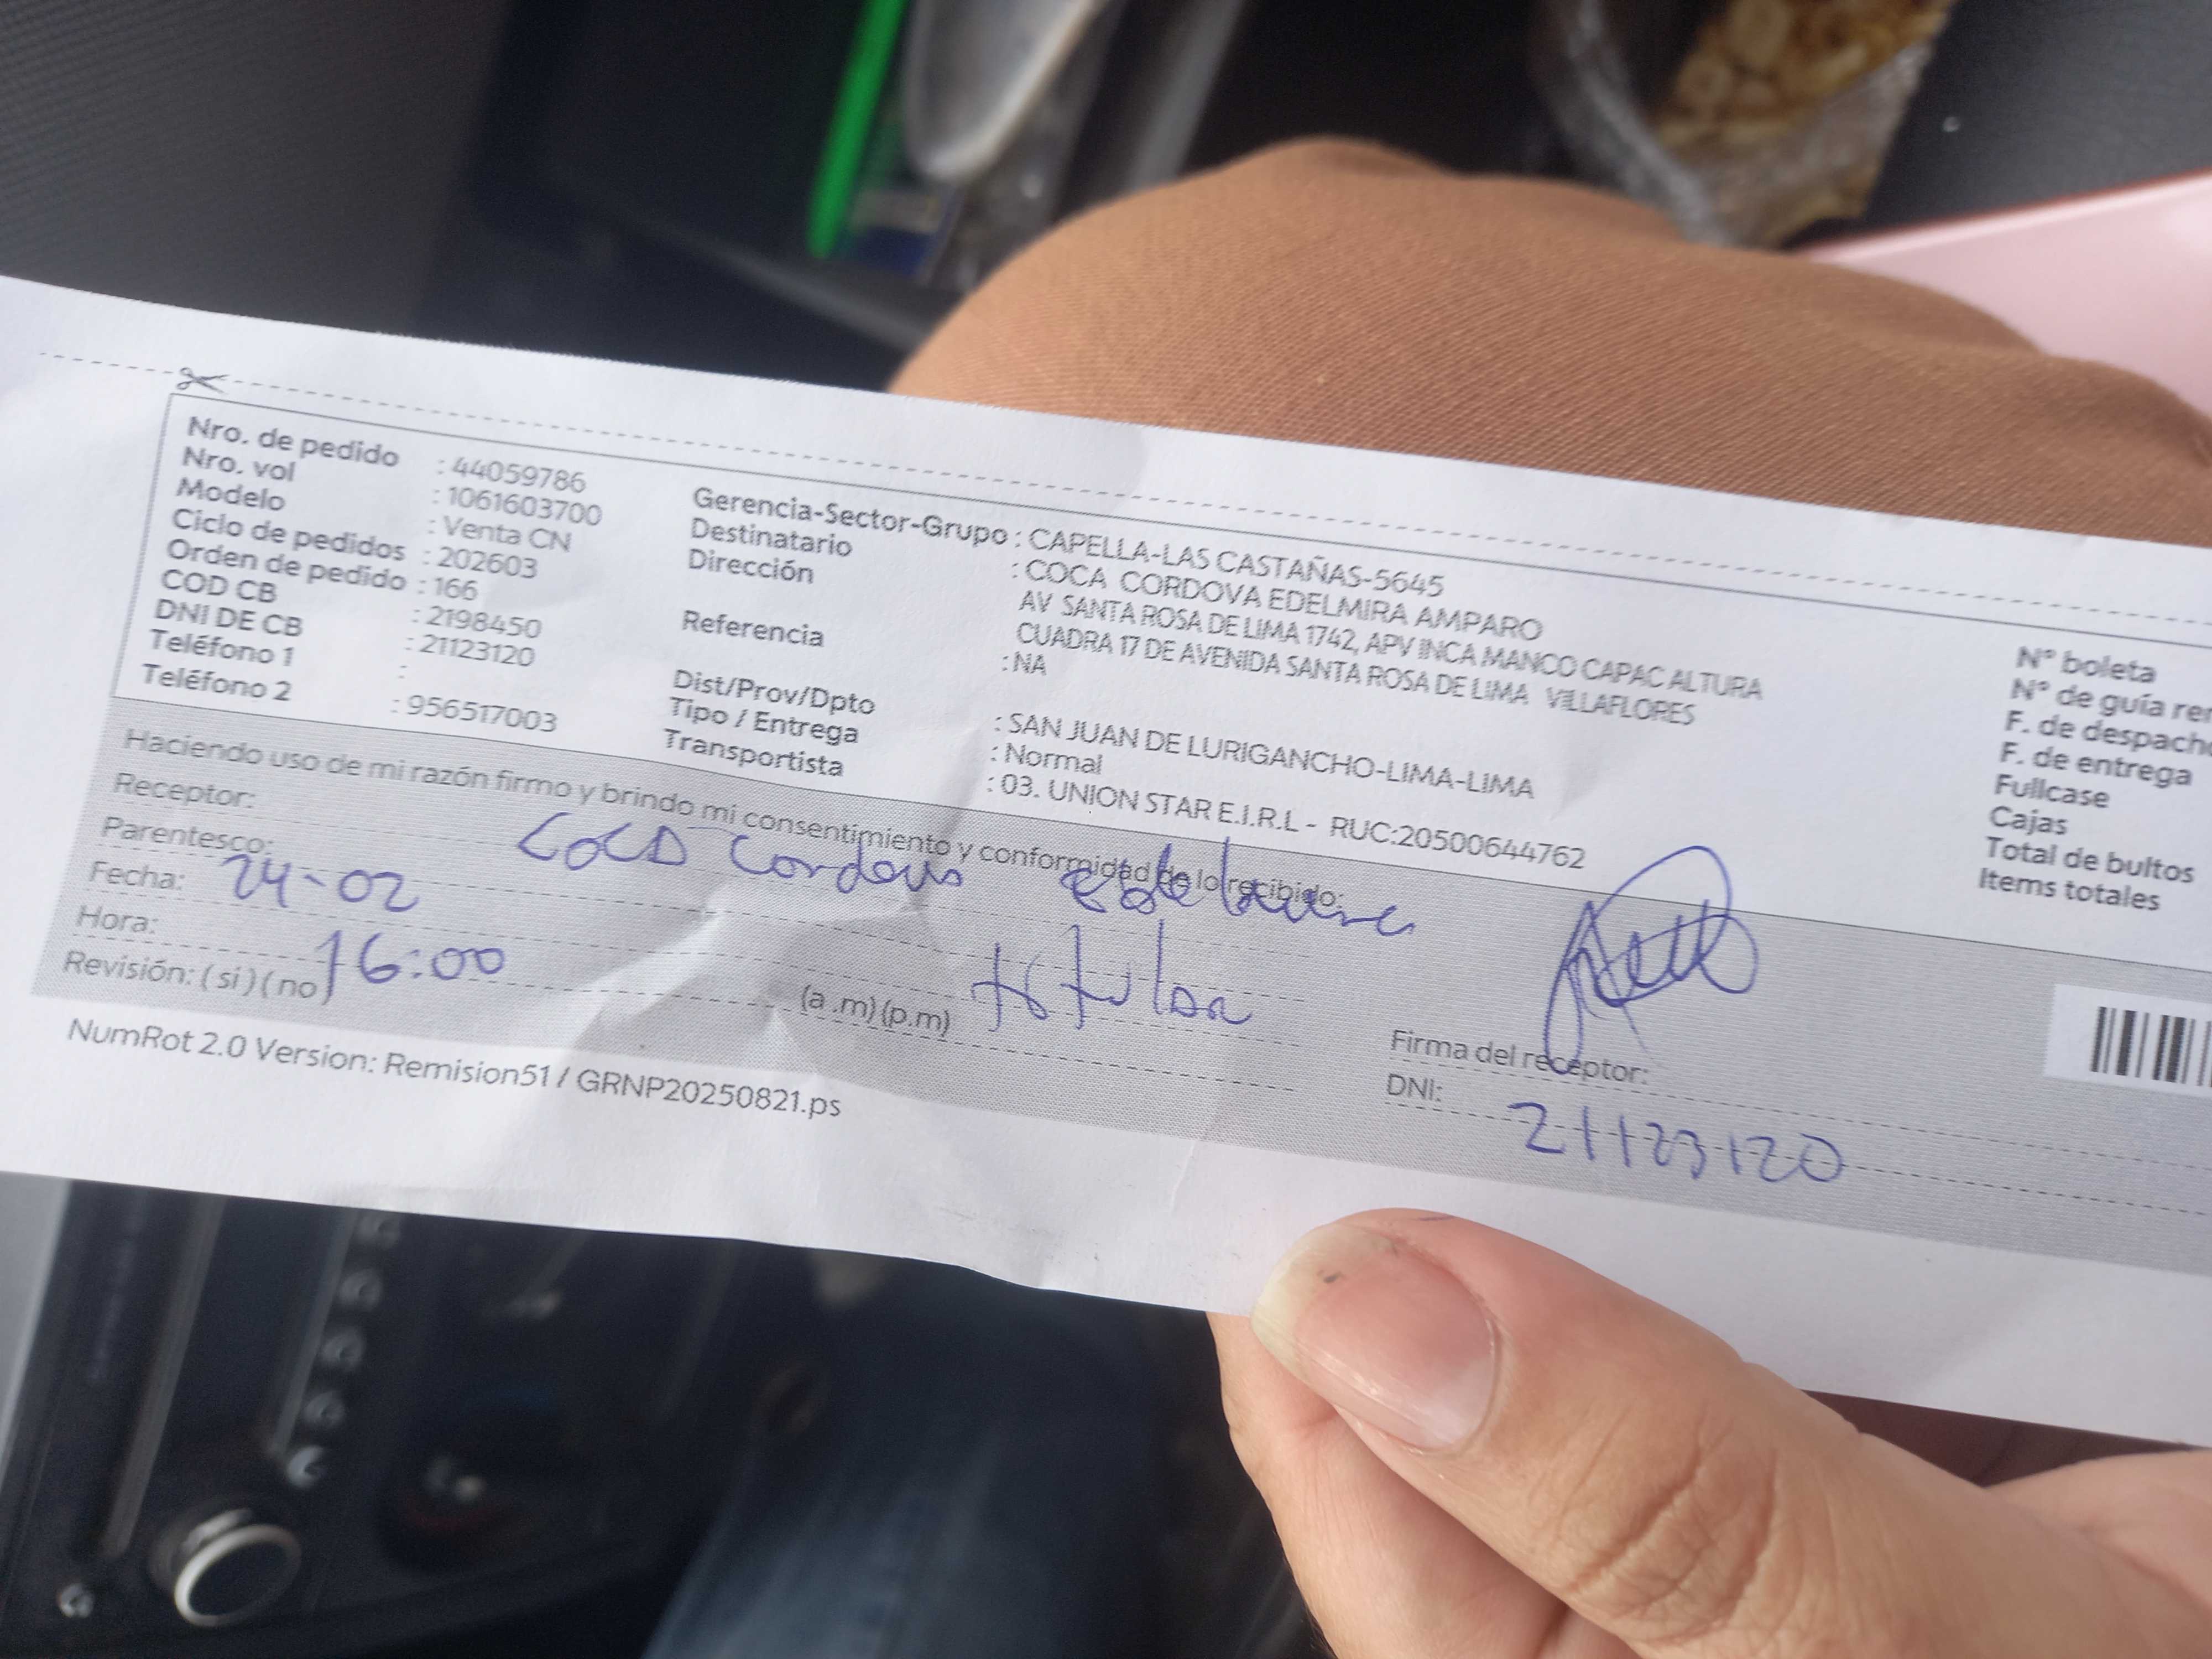 Nro. de pedido : 44059786
Nro. vol : 1061603700
Modelo : Venta CN
Ciclo de pedidos : 202603
Orden de pedido : 166
COD CB : 2198450
DNI DE CB : 21123120
Teléfono 1 :
Teléfono 2 : 956517003
Gerencia-Sector-Grupo : CAPELLA-LAS CASTAÑAS-5645
Destinatario : COCA CORDOVA EDELMIRA AMPARO
Dirección AV SANTA ROSA DE LIMA 1742, APV INCA MANCO CAPAC ALTURA
CUADRA 17 DE AVENIDA SANTA ROSA DE LIMA VILLAFLORES
Referencia : NA
Dist/Prov/Dpto : SAN JUAN DE LURIGANCHO-LIMA-LIMA
Tipo / Entrega : Normal
Transportista : 03. UNION STAR E.I.R.L - RUC:20500644762
N° boleta
N° de guía rem
F. de despacho
F. de entrega
Fullcase
Cajas
Total de bultos
Items totales
Haciendo uso de mi razón firmo y brindo mi consentimiento y conformidad de lo recibido:
Receptor: Coca Cordova
Parentesco: titular
Fecha: 24-02
Hora: 16:00 (a .m) (p.m)
Revisión: ( si ) ( no )
Firma del receptor:
DNI: 21123120
NumRot 2.0 Version: Remision51 / GRNP20250821.ps